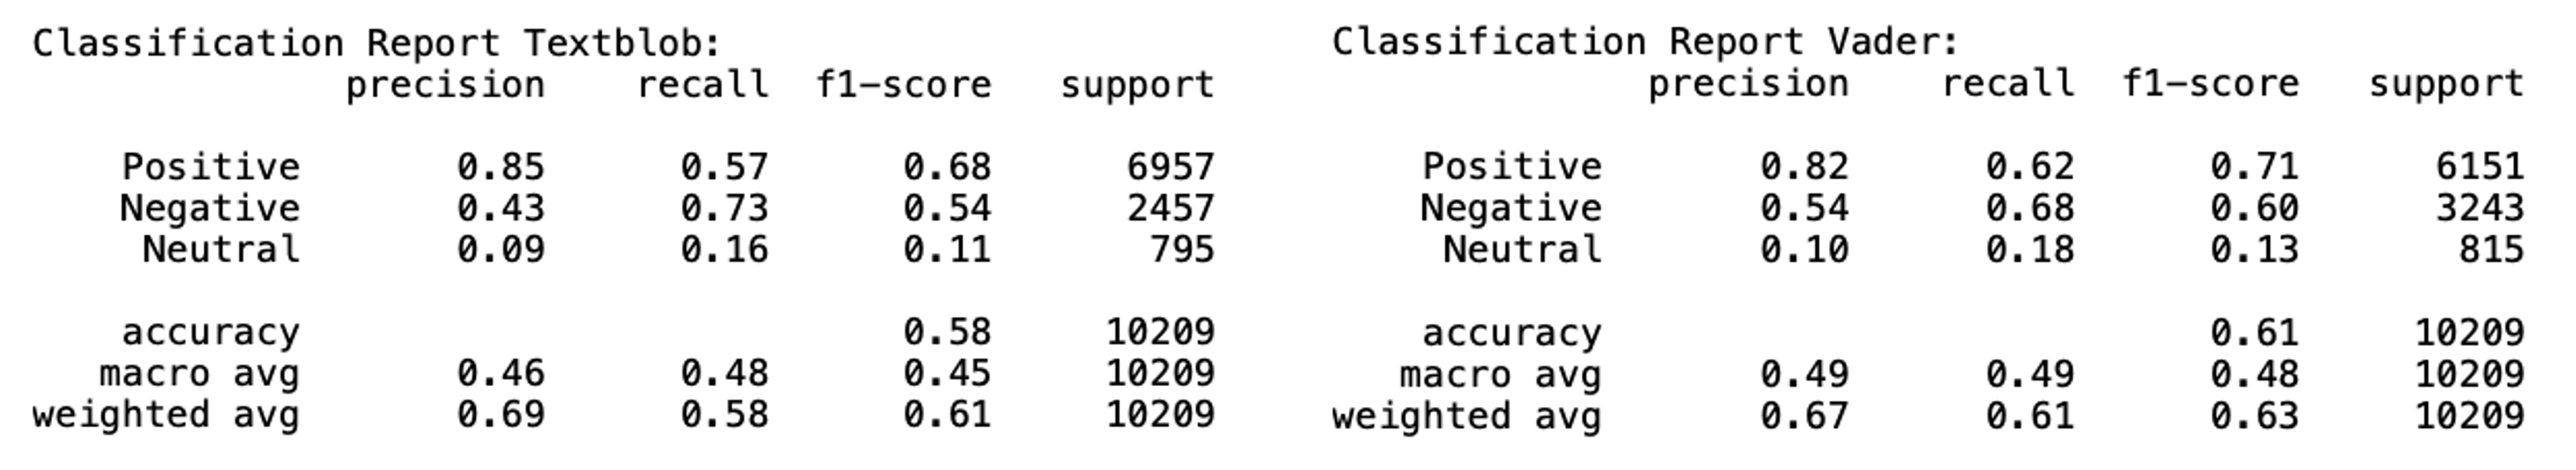 Classification Report Textblob:
precision recall f1-score support
Positive 0.85 0.57 0.68 6957
Negative 0.43 0.73 0.54 2457
Neutral 0.09 0.16 0.11 795
accuracy 0.58 10209
macro avg 0.46 0.48 0.45 10209
weighted avg 0.69 0.58 0.61 10209
Classification Report Vader:
precision recall f1-score support
Positive 0.82 0.62 0.71 6151
Negative 0.54 0.68 0.60 3243
Neutral 0.10 0.18 0.13 815
accuracy 0.61 10209
macro avg 0.49 0.49 0.48 10209
weighted avg 0.67 0.61 0.63 10209